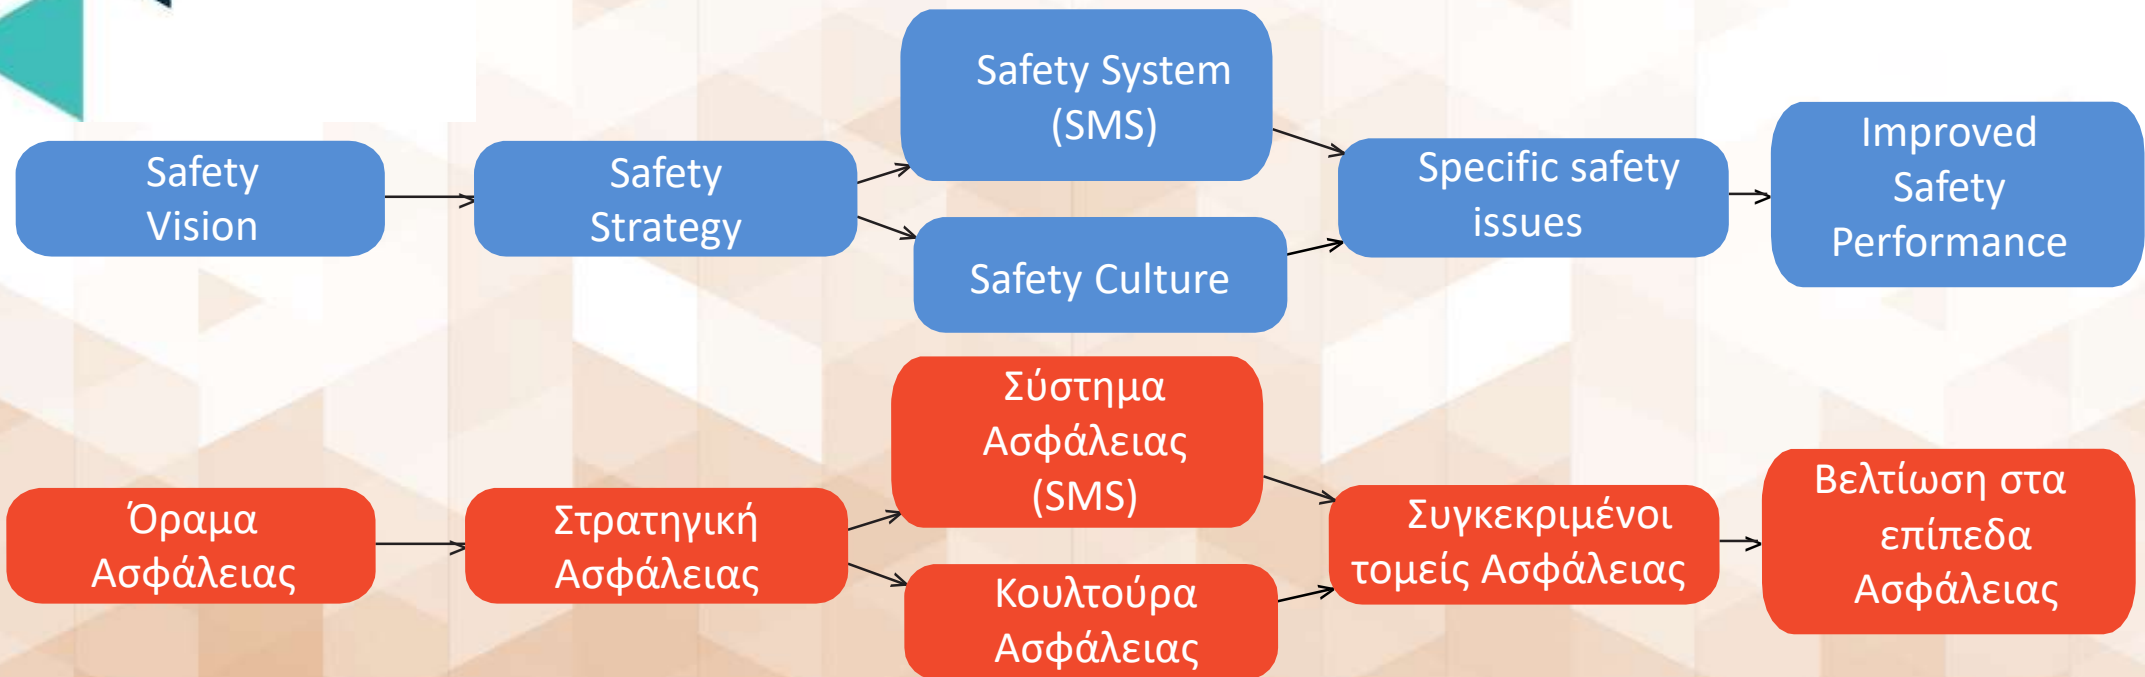 Safety
Vision
Safety
Strategy
Safety System
(SMS)
Safety Culture
Specific safety
issues
Improved
Safety
Performance
Όραμα
Ασφάλειας
Στρατηγική
Ασφάλειας
Σύστημα
Ασφάλειας
(SMS)
Κουλτούρα
Ασφάλειας
Συγκεκριμένοι
τομείς Ασφάλειας
Βελτίωση στα
επίπεδα
Ασφάλειας